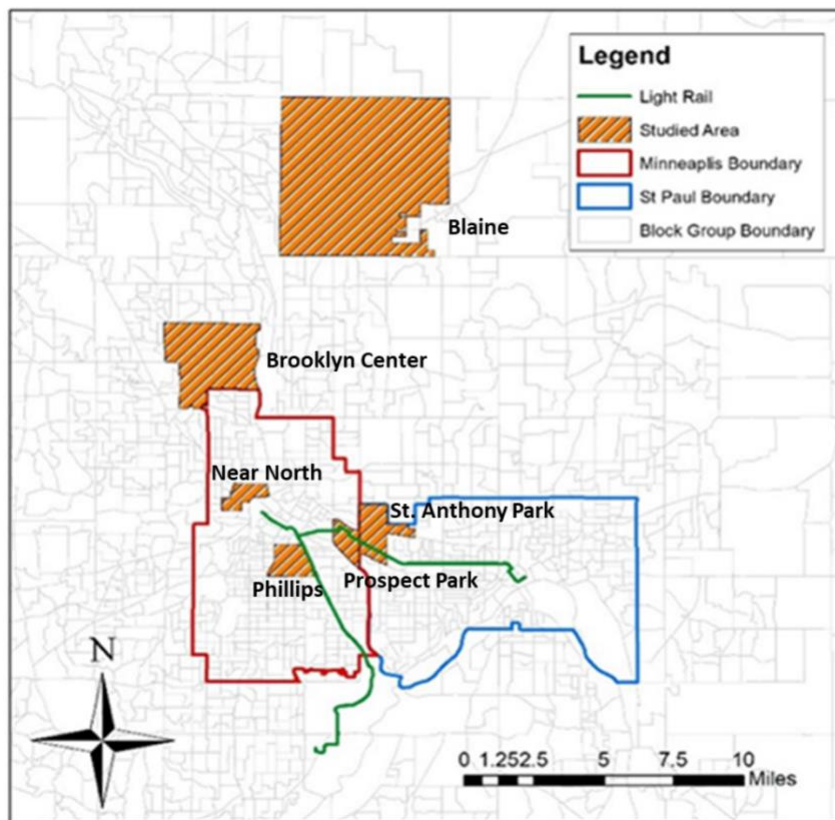 Legend
Light Rail
Studied Area
Minneaplis Boundary
St Paul Boundary
Block Group Boundary
Blaine
Brooklyn Center
Near North
St. Anthony Park
Prospect Park
Phillips
N
0 1.252.5 5 7.5 10
Miles